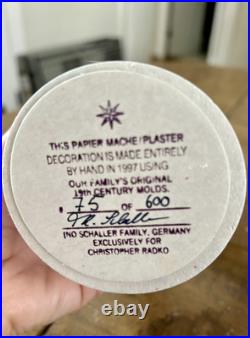 THIS PAPIER MACHE/PLASTER
DECORATION IS MADE ENTIRELY
BY HAND IN 1997 USING
OUR FAMILY'S ORIGINAL
19TH CENTURY MOLDS.
# 75 OF 600
INO SCHALLER FAMILY, GERMANY
EXCLUSIVELY FOR
CHRISTOPHER RADKO